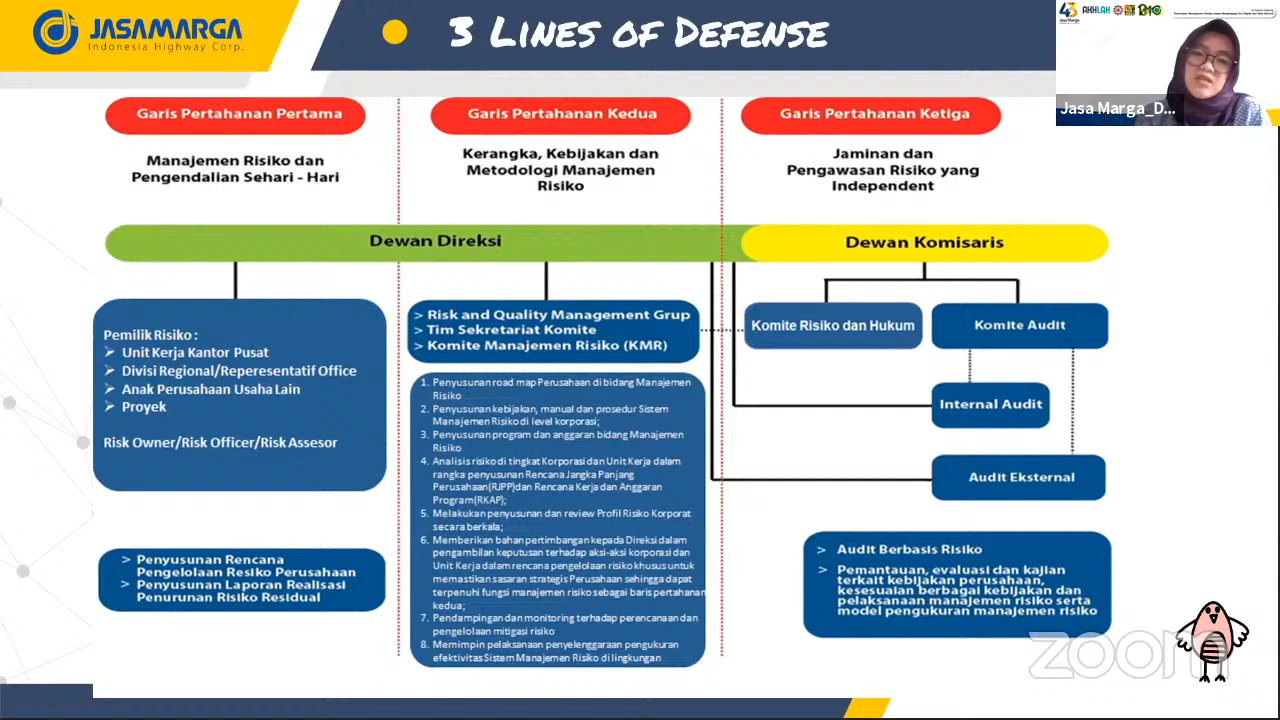 JASAMARGA
Indonesia Highway Corp.
3 LINES OF DEFENSE
43
AKHLAK
Jasa Marga_D...
Garis Pertahanan Pertama
Garis Pertahanan Kedua
Garis Pertahanan Ketiga
Manajemen Risiko dan
Pengendalian Sehari - Hari
Kerangka, Kebijakan dan
Metodologi Manajemen
Risiko
Jaminan dan
Pengawasan Risiko yang
Independent
Dewan Direksi
Dewan Komisaris
Pemilik Risiko :
➢ Unit Kerja Kantor Pusat
➢ Divisi Regional/Reperesentatif Office
➢ Anak Perusahaan Usaha Lain
➢ Proyek
Risk Owner/Risk Officer/Risk Assesor
> Penyusunan Rencana
Pengelolaan Resiko Perusahaan
> Penyusunan Laporan Realisasi
Penurunan Risiko Residual
> Risk and Quality Management Grup
> Tim Sekretariat Komite
> Komite Manajemen Risiko (KMR)
1. Penyusunan road map Perusahaan di bidang Manajemen
Risiko
2. Penyusunan kebijakan, manual dan prosedur Sistem
Manajemen Risiko di level korporasi;
3. Penyusunan program dan anggaran bidang Manajemen
Risiko
4. Analisis risiko di tingkat Korporasi dan Unit Kerja dalam
rangka penyusunan Rencana Jangka Panjang
Perusahaan(RJPP)dan Rencana Kerja dan Anggaran
Program(RKAP);
5. Melakukan penyusunan dan review Profil Risiko Korporat
secara berkala;
6. Memberikan bahan pertimbangan kepada Direksi dalam
pengambilan keputusan terhadap aksi-aksi korporasi dan
Unit Kerja dalam rencana pengelolaan risiko khusus untuk
memastikan sasaran strategis Perusahaan sehingga dapat
terpenuhi fungsi manajemen risiko sebagai baris pertahanan
kedua;
7. Pendampingan dan monitoring terhadap perencanaan dan
pengelolaan mitigasi risiko
8. Memimpin pelaksanaan penyelenggaraan pengukuran
efektivitas Sistem Manajemen Risiko di lingkungan
Komite Risiko dan Hukum
Komite Audit
Internal Audit
Audit Eksternal
> Audit Berbasis Risiko
> Pemantauan, evaluasi dan kajian
terkait kebijakan perusahaan,
kesesualan berbagai kebijakan dan
pelaksanaan manajemen risiko serta
model pengukuran manajemen risiko
zoom